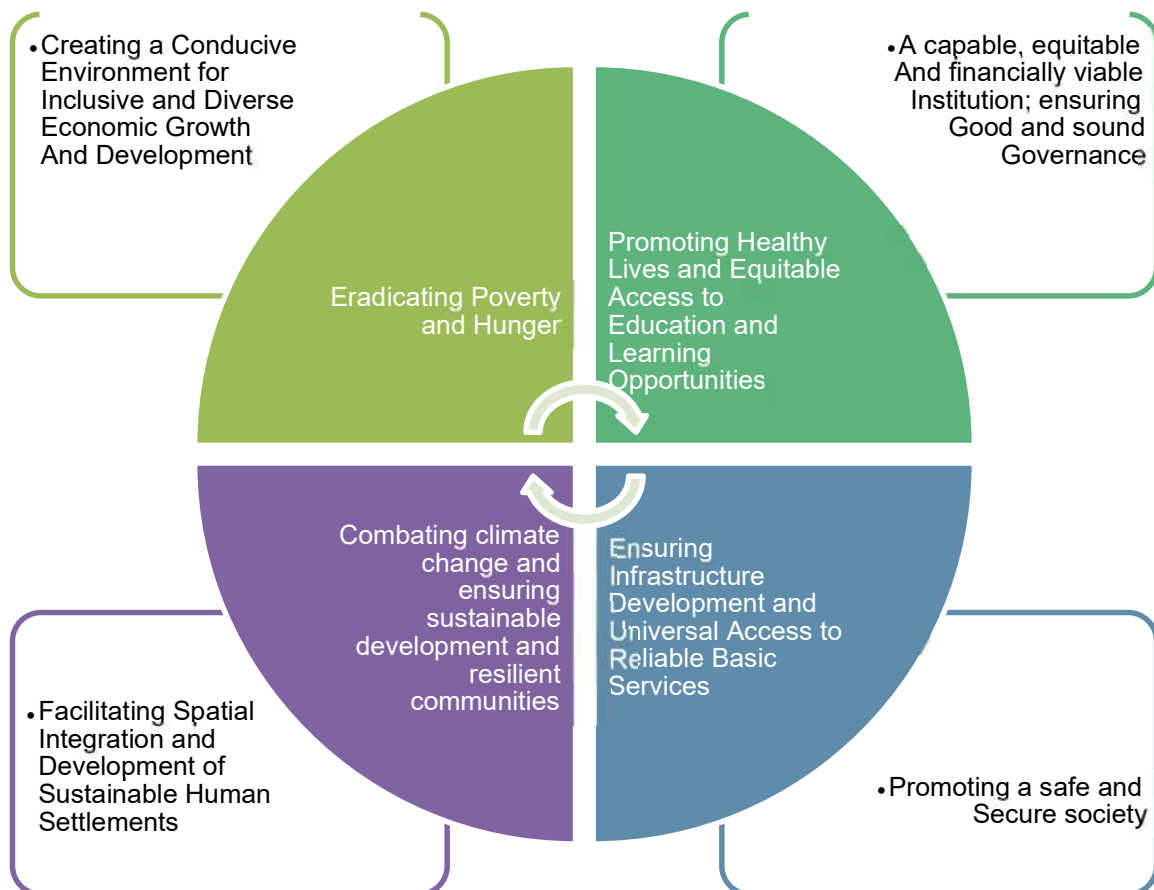 •Creating a Conducive
Environment for
Inclusive and Diverse
Economic Growth
And Development
•A capable, equitable
And financially viable
Institution; ensuring
Good and sound
Governance
Eradicating Poverty
and Hunger
Promoting Healthy
Lives and Equitable
Access to
Education and
Learning
Opportunities
Combating climate
change and
ensuring
sustainable
development and
resilient
communities
Ensuring
Infrastructure
Development and
Universal Access to
Reliable Basic
Services
•Facilitating Spatial
Integration and
Development of
Sustainable Human
Settlements
•Promoting a safe and
Secure society